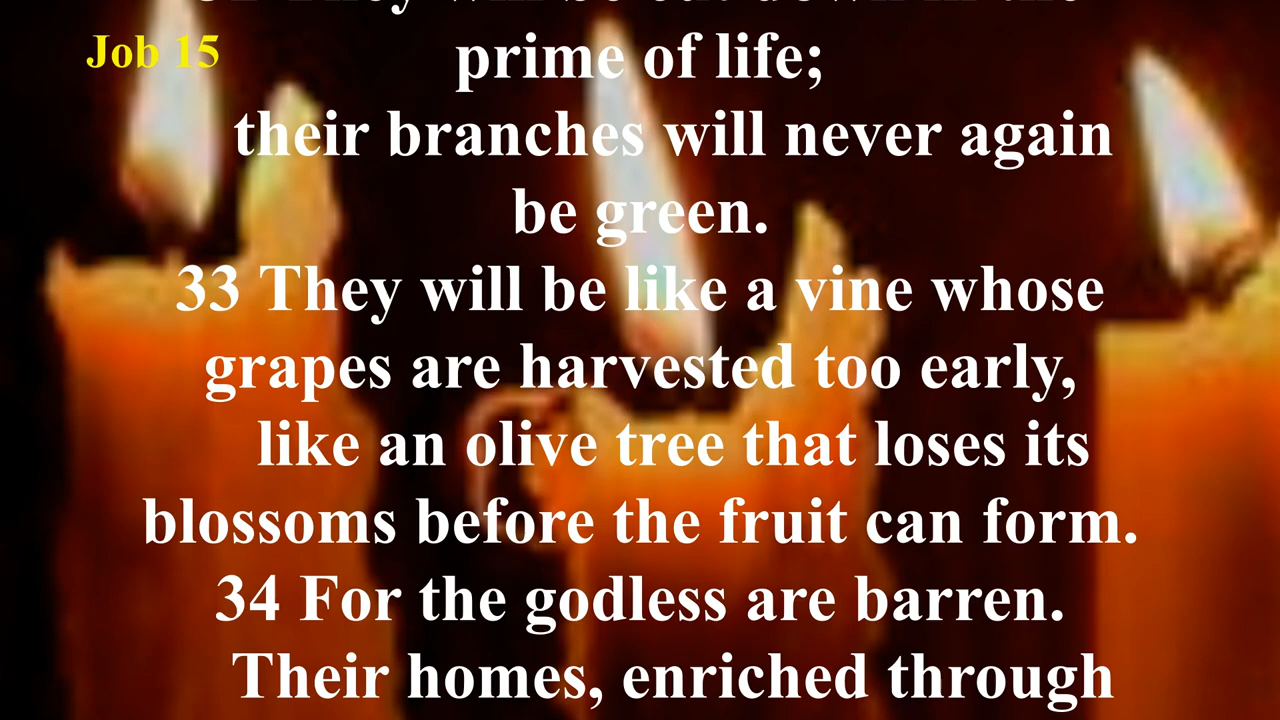 Job 15
prime of life;
their branches will never again
be green.
33 They will be like a vine whose
grapes are harvested too early,
like an olive tree that loses its
blossoms before the fruit can form.
34 For the godless are barren.
Their homes, enriched through